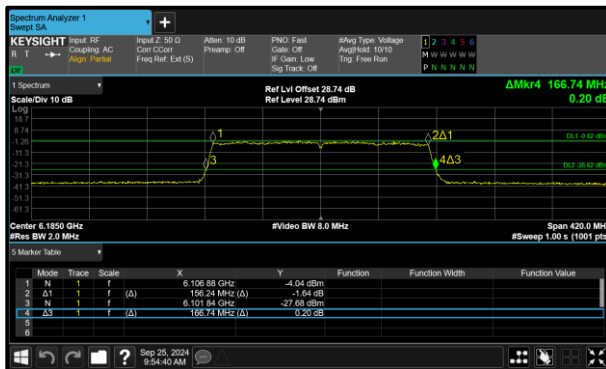 Spectrum Analyzer 1
Swept SA
+
KEYSIGHT Input: RF Input Z: 50 Ω Atten: 10 dB PNO: Fast #Avg Type: Voltage 1 2 3 4 5 6
R T Coupling: AC Corr CCorr Preamp: Off Gate: Off Avg|Hold: 10/10 M W W W W W
Align: Partial Freq Ref: Ext (S) IF Gain: Low Trig: Free Run P N N N N N
Sig Track: Off
1 Spectrum
Ref Lvl Offset 28.74 dB ΔMkr4 166.74 MHz
Scale/Div 10 dB Ref Level 28.74 dBm 0.20 dB
Log
18.7
8.74
-1.26
-11.3
-21.3
-31.3
-41.3
-51.3
-61.3
1
2Δ1
3
4Δ3
DL1 -0.62 dB
DL2 -26.62 dB
Center 6.1850 GHz #Video BW 8.0 MHz Span 420.0 MH
#Res BW 2.0 MHz #Sweep 1.00 s (1001 pts
5 Marker Table
Mode Trace Scale X Y Function Function Width Function Value
1 N 1 f 6.106 88 GHz -4.04 dBm
2 Δ1 1 f (Δ) 156.24 MHz (Δ) -1.64 dB
3 N 1 f 6.101 84 GHz -27.68 dBm
4 Δ3 1 f (Δ) 166.74 MHz (Δ) 0.20 dB
5
6
?
Sep 25, 2024
9:54:40 AM